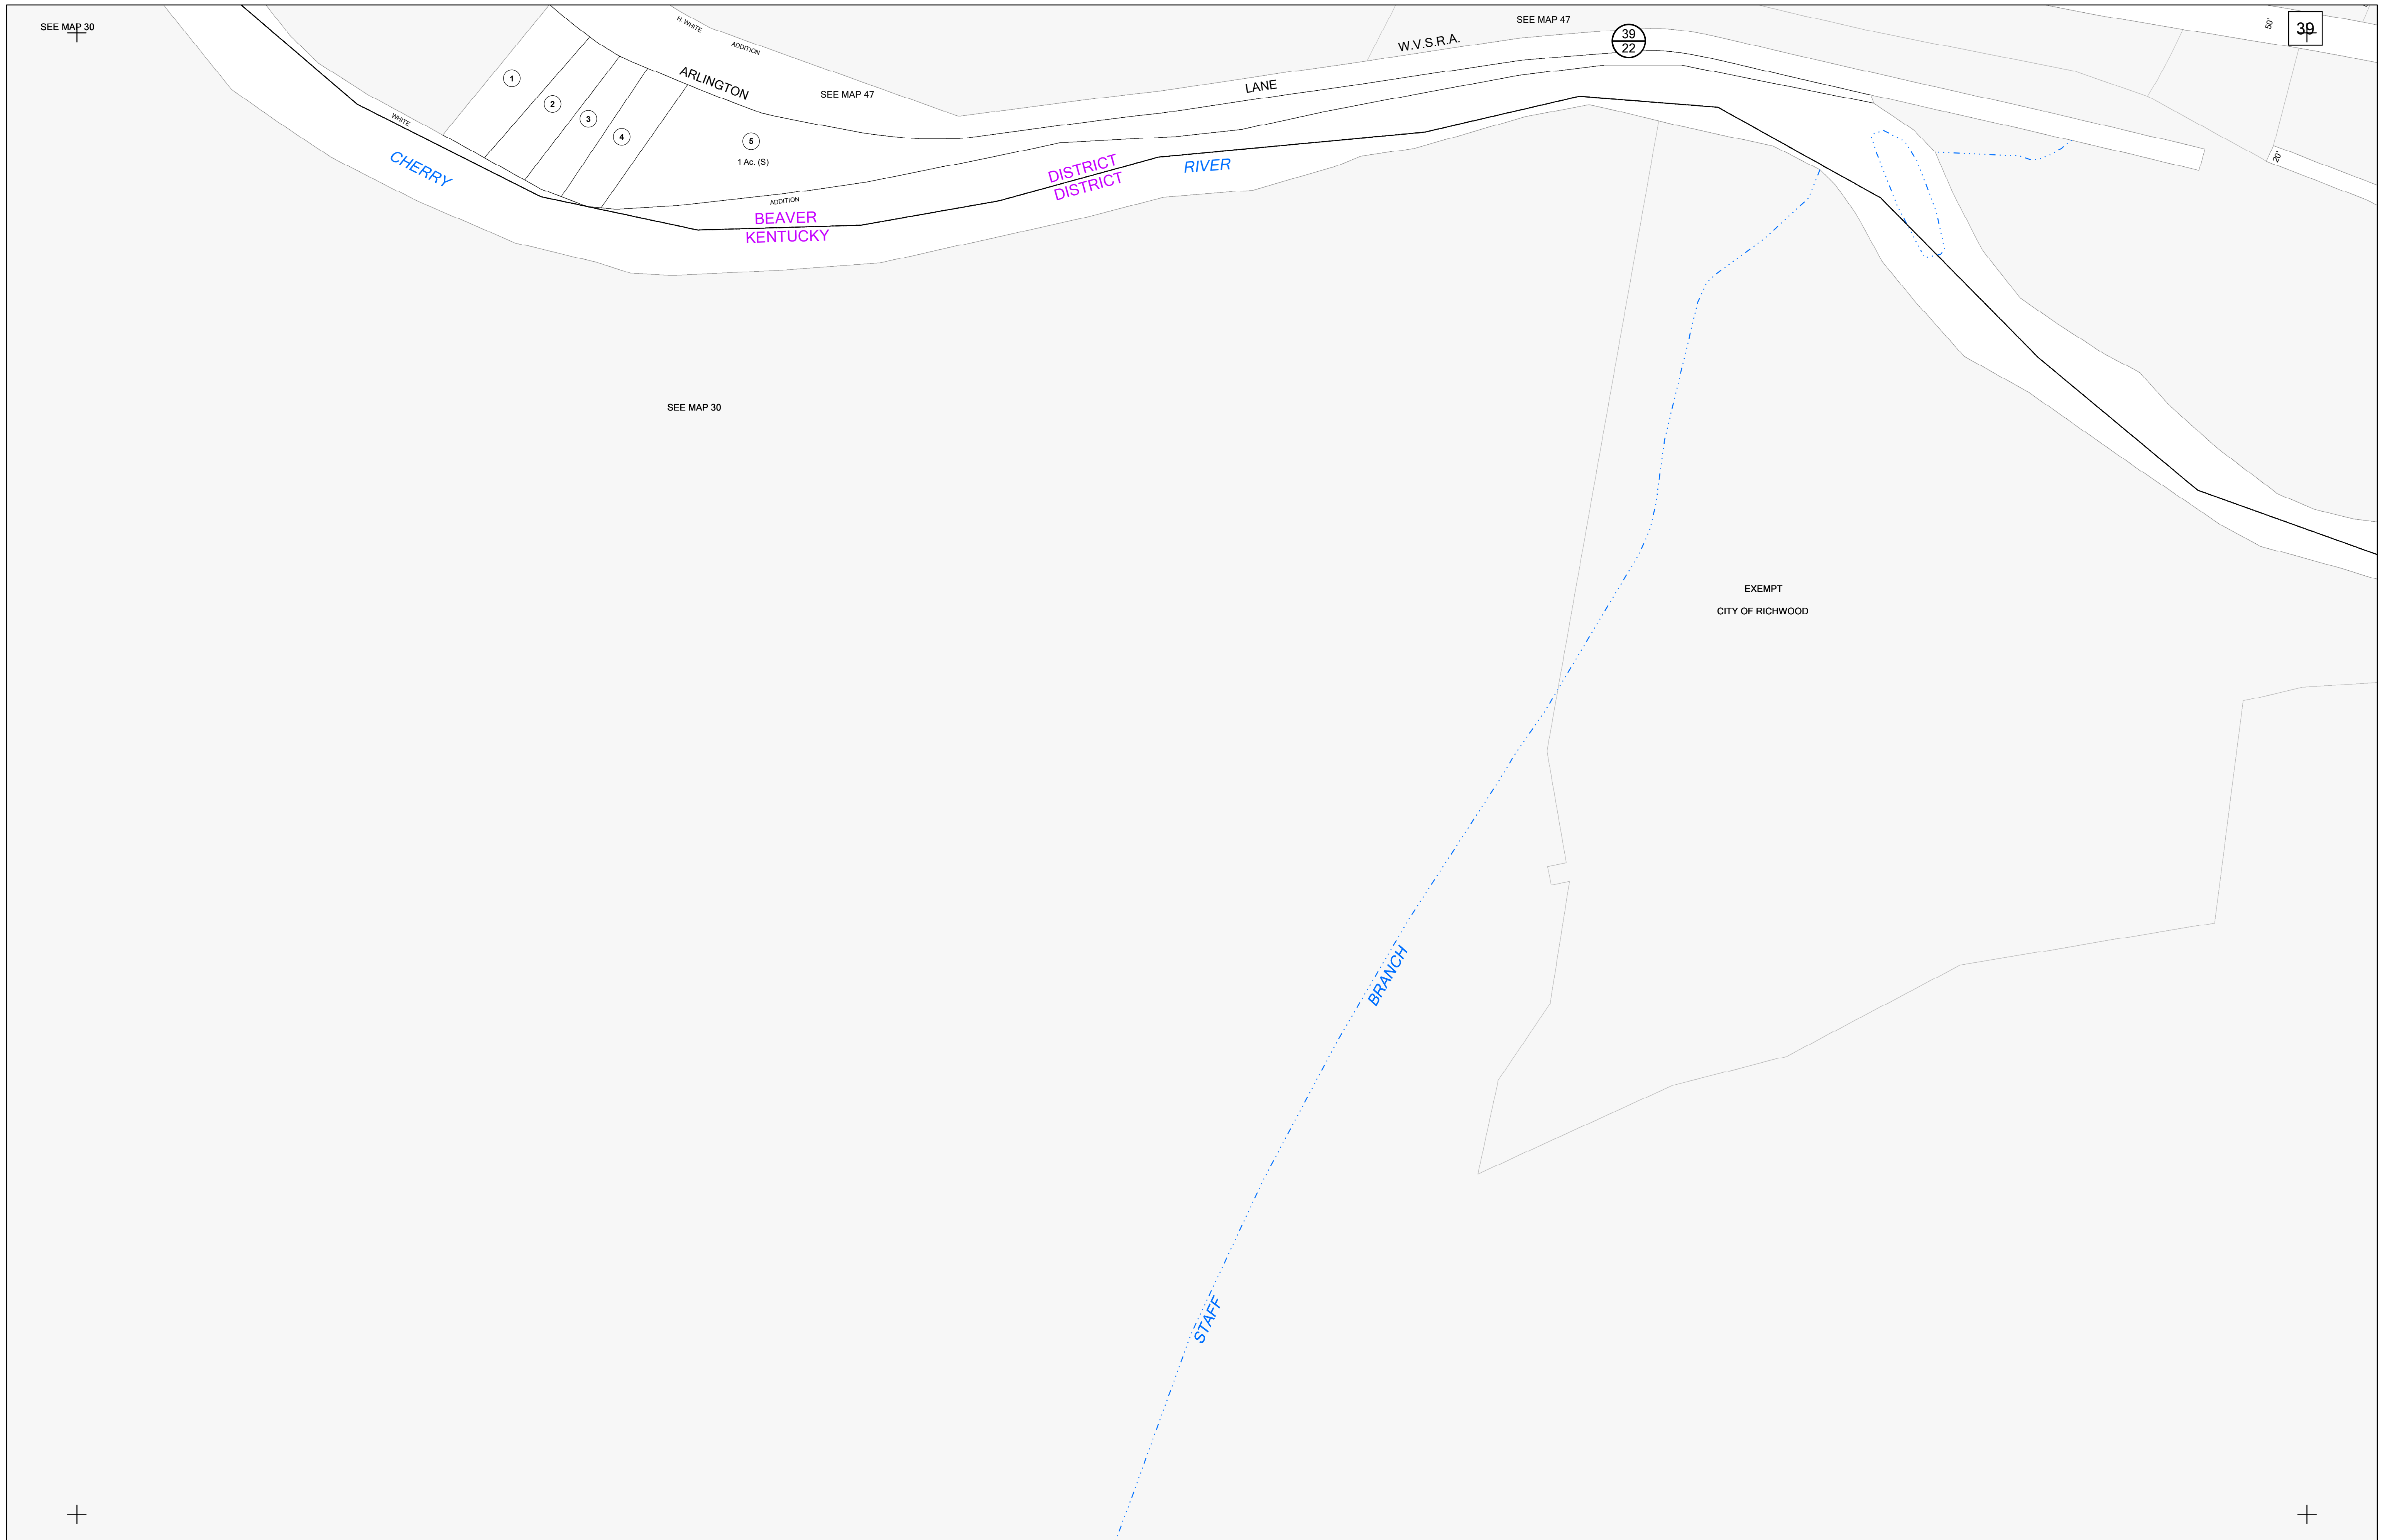 SEE MAP 30
H. WHITE
ADDITION
SEE MAP 47
W.V.S.R.A.
39
22
50'
39
1
2
3
4
5
1 Ac. (S)
ARLINGTON
LANE
SEE MAP 47
WHITE
ADDITION
CHERRY
RIVER
DISTRICT
DISTRICT
BEAVER
KENTUCKY
20'
SEE MAP 30
EXEMPT
CITY OF RICHWOOD
BRANCH
STAFF